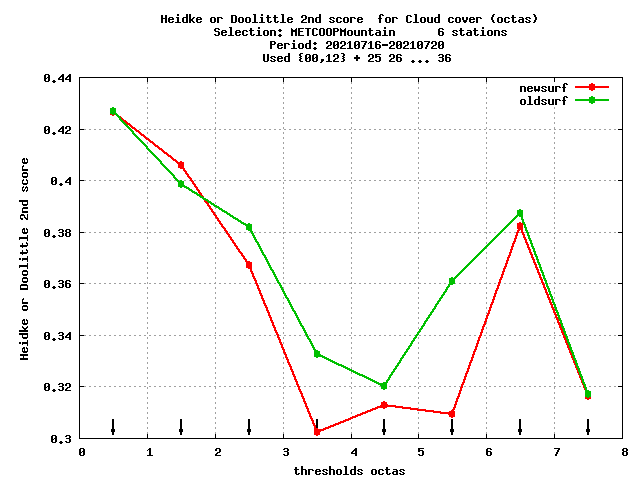 Heidke or Doolittle 2nd score  for Cloud cover (octas)
Selection: METCOOPMountain      6 stations
Period: 20210716-20210720
Used {00,12} + 25 26 ... 36
newsurf
oldsurf
0.44
0.42
0.4
0.38
0.36
0.34
0.32
0.3
Heidke or Doolittle 2nd score
0 1 2 3 4 5 6 7 8
thresholds octas